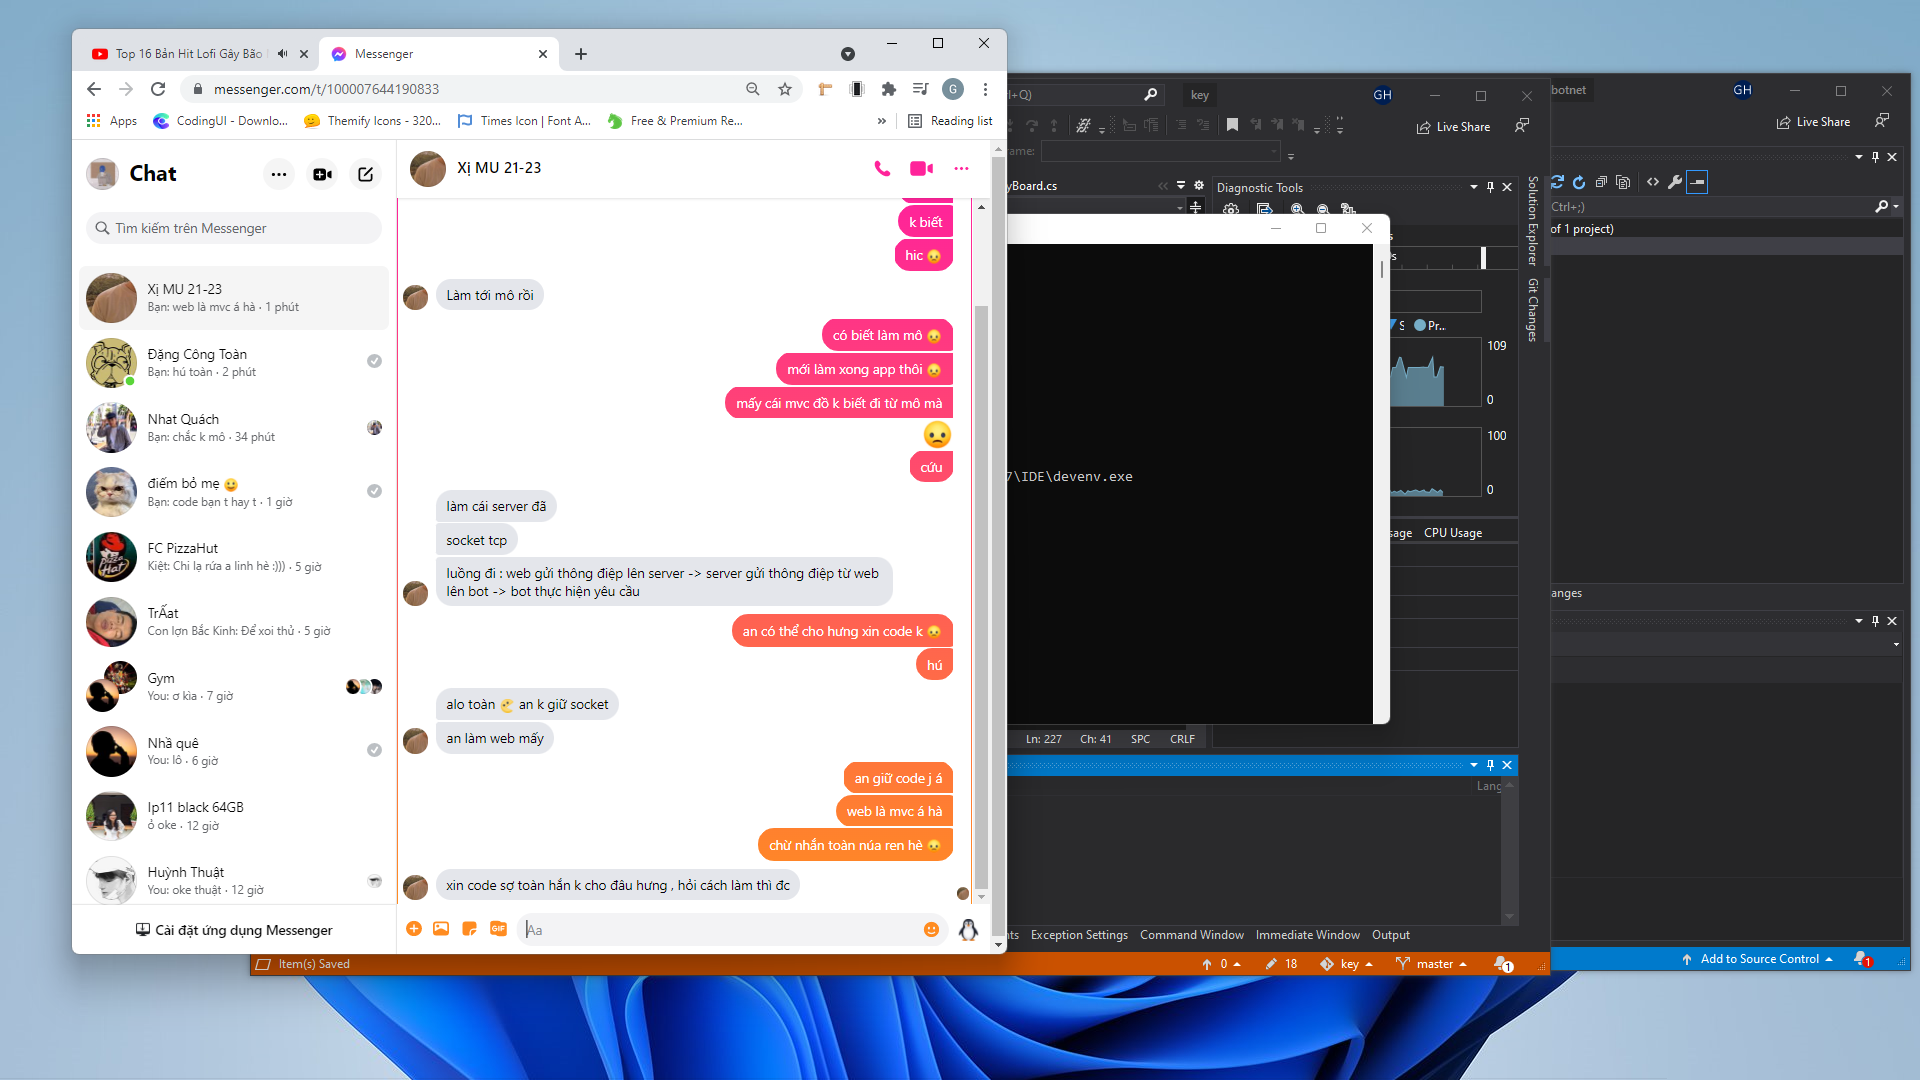 Top 16 Bản Hit Lofi Gây Bão
Messenger
messenger.com/t/100007644190833
G
Apps
CodingUI - Downlo...
Themify Icons - 320...
Times Icon | Font A...
Free & Premium Re...
»
Reading list
Chat
Tìm kiếm trên Messenger
Xị MU 21-23
Bạn: web là mvc á hà · 1 phút
Đặng Công Toàn
Bạn: hú toàn · 2 phút
Nhat Quách
Bạn: chắc k mô · 34 phút
điếm bỏ mẹ 😀
Bạn: code bạn t hay t · 1 giờ
FC PizzaHut
Kiệt: Chi lạ rứa a linh hè :))) · 5 giờ
TrẤat
Con lợn Bắc Kinh: Để xoi thủ · 5 giờ
Gym
You: ơ kìa · 7 giờ
Nhà quê
You: lô · 6 giờ
Ip11 black 64GB
ỏ oke · 12 giờ
Huỳnh Thuật
You: oke thuật · 12 giờ
Cài đặt ứng dụng Messenger
Xị MU 21-23
k biết
hic 😞
Làm tới mô rồi
có biết làm mô 😞
mới làm xong app thôi 😞
mấy cái mvc đồ k biết đi từ mô mà
😞
cứu
làm cái server đã
socket tcp
luồng đi : web gửi thông điệp lên server -> server gửi thông điệp từ web
lên bot -> bot thực hiện yêu cầu
an có thể cho hưng xin code k 😞
hú
alo toàn 🤏 an k giữ socket
an làm web mấy
an giữ code j á
web là mvc á hà
chừ nhắn toàn núa ren hè 😞
xin code sợ toàn hắn k cho đâu hưng , hỏi cách làm thì đc
GIF
Aa
l+Q)
key
GH
Live Share
ame:
yBoard.cs
Diagnostic Tools
Solution Explorer
Git Changes
s
S
Pr...
109
0
100
0
sage
CPU Usage
7\IDE\devenv.exe
Ln: 227
Ch: 41
SPC
CRLF
Lang
nts
Exception Settings
Command Window
Immediate Window
Output
Item(s) Saved
0
18
key
master
1
botnet
GH
Live Share
Ctrl+;)
of 1 project)
anges
Add to Source Control
1